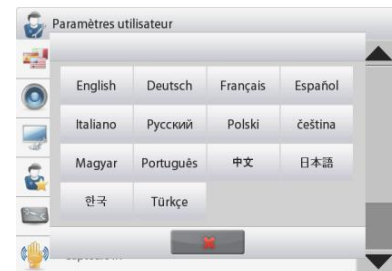 Paramètres utilisateur
English Deutsch Français Español
Italiano Русский Polski čeština
Magyar Português 中文 日本語
한국 Türkçe